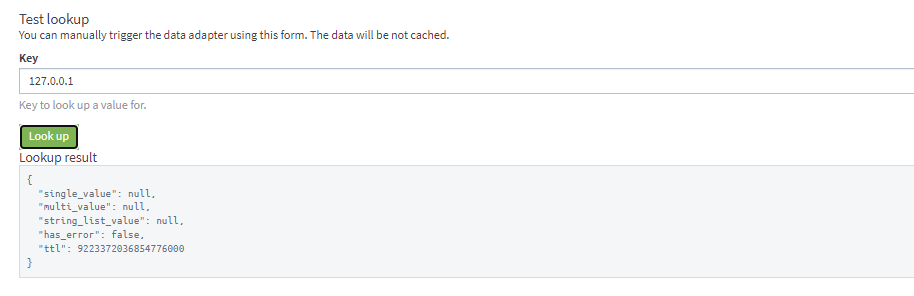 Test lookup
You can manually trigger the data adapter using this form. The data will be not cached.
Key
127.0.0.1
Key to look up a value for.
Look up
Lookup result
{
"single_value": null,
"multi_value": null,
"string_list_value": null,
"has_error": false,
"ttl": 9223372036854776000
}